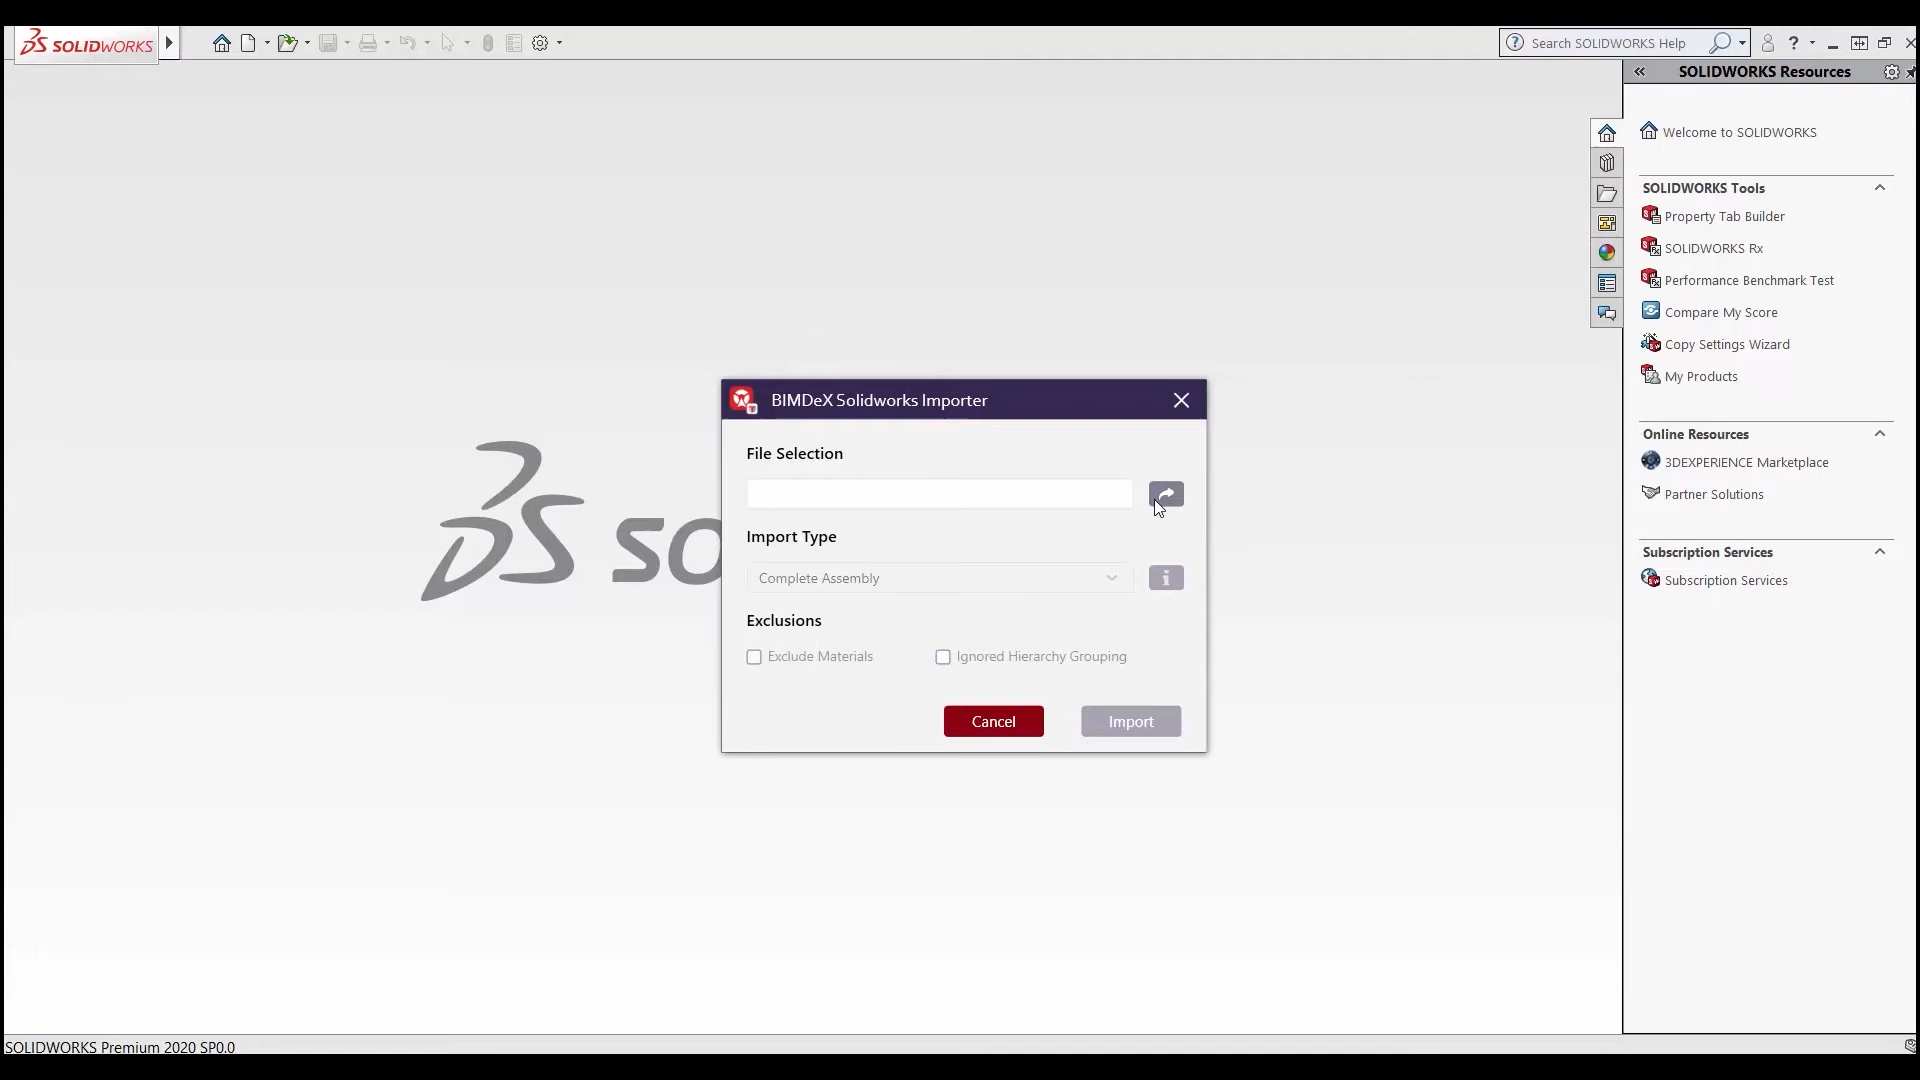 SOLIDWORKS
Search SOLIDWORKS Help
?
SOLIDWORKS Resources
Welcome to SOLIDWORKS
SOLIDWORKS Tools
Property Tab Builder
SOLIDWORKS Rx
Performance Benchmark Test
Compare My Score
Copy Settings Wizard
My Products
Online Resources
3DEXPERIENCE Marketplace
Partner Solutions
Subscription Services
Subscription Services
SO
BIMDeX Solidworks Importer
File Selection
Import Type
Complete Assembly
i
Exclusions
Exclude Materials
Ignored Hierarchy Grouping
Cancel
Import
SOLIDWORKS Premium 2020 SP0.0